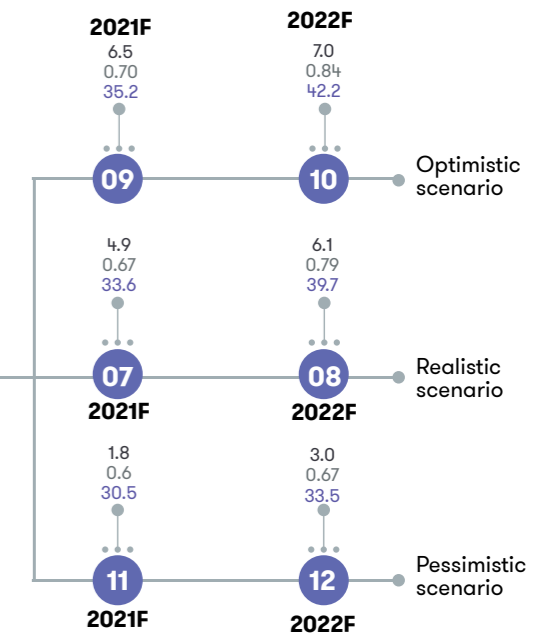 2021F
6.5
0.70
35.2
2022F
7.0
0.84
42.2
09
10
Optimistic
scenario
4.9
0.67
33.6
6.1
0.79
39.7
07
08
Realistic
scenario
2021F
2022F
1.8
0.6
30.5
3.0
0.67
33.5
11
12
Pessimistic
scenario
2021F
2022F